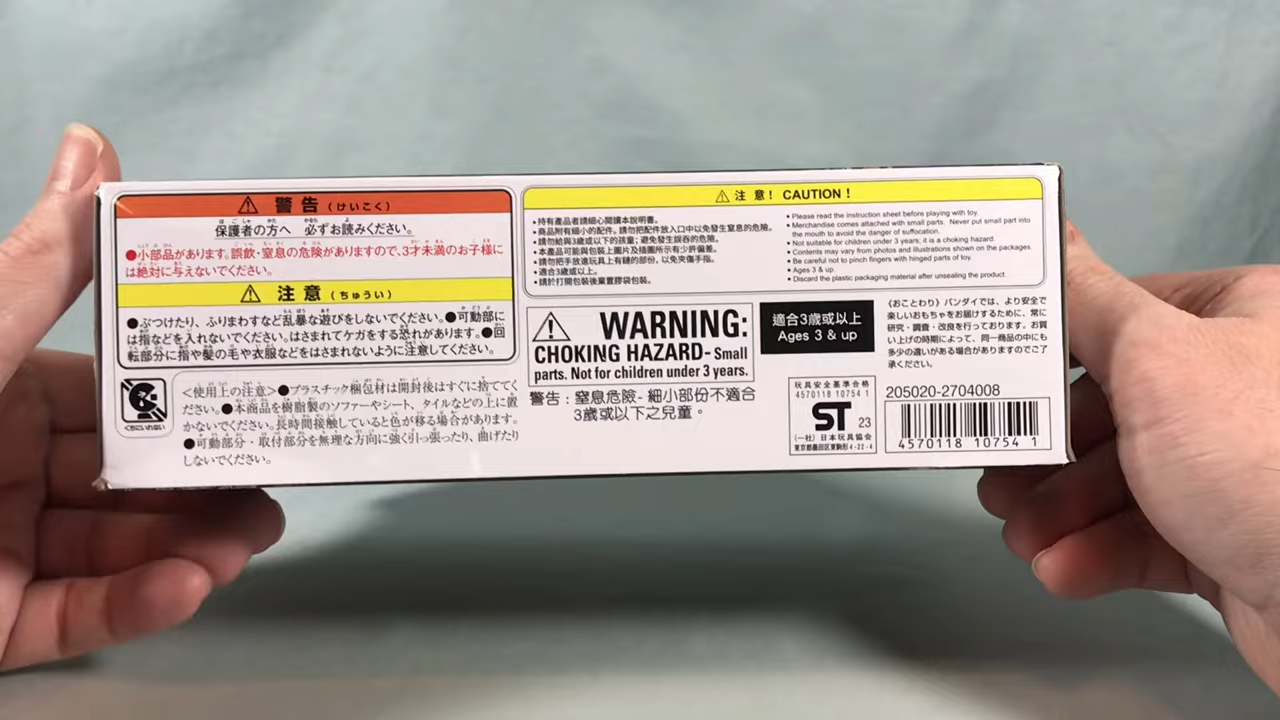 警告(けいこく)
保護者の方へ 必ずお読みください。
●小部品があります。誤飲・窒息の危険がありますので、3才未満のお子様に
は絶対に与えないでください。
注意(ちゅうい)
●ぶつけたり、ふりまわすなど乱暴な遊びをしないでください。●可動部に
は指などを入れないでください。はさまれてケガをする恐れがあります。●回
転部分に指や髪の毛や衣服などをはさまれないように注意してください。
くちにいれない
<使用上の注意>●プラスチック梱包材は開封後はすぐに捨ててく
ださい。●本商品を樹脂製のソファーやシート、タイルなどの上に置
かないでください。長時間接触していると色が移る場合があります。
●可動部分・取付部分を無理な方向に強く引っ張ったり、曲げたり
しないでください。
注意! CAUTION!
•持有產品者請細心閱讀本說明書。
•商品附有細小的配件。請勿把配件放入口中以免發生窒息的危險。
•請勿給與3歲或以下的孩童;避免發生誤吞的危險。
•本產品可能與包裝上圖片及插圖所示有少許偏差。
•請勿把手放進玩具上有鏈的部份,以免夾傷手指。
•適合3歲或以上。
•請於打開包裝後棄置膠袋包裝。
• Please read the instruction sheet before playing with toy.
• Merchandise comes attached with small parts. Never put small part into
the mouth to avoid the danger of suffocation.
• Not suitable for children under 3 years; it is a choking hazard.
• Contents may vary from photos and illustrations shown on the packages.
• Be careful not to pinch fingers with hinged parts of toy.
• Ages 3 & up.
• Discard the plastic packaging material after unsealing the product.
WARNING:
CHOKING HAZARD- Small
parts. Not for children under 3 years.
警告:窒息危險- 細小部份不適合
3歲或以下之兒童。
適合3歲或以上
Ages 3 & up
《おことわり》バンダイでは、より安全で
楽しいおもちゃをお届けするために、常に
研究・調査・改良を行っております。お買
い上げの時期によって、同一商品の中にも
多少の違いがある場合がありますのでご了
承ください。
玩具安全基準合格
4570118 10754 1
ST 23
(一社)日本玩具協会
東京都墨田区東駒形4-22-4
205020-2704008
4 570118 10754 1